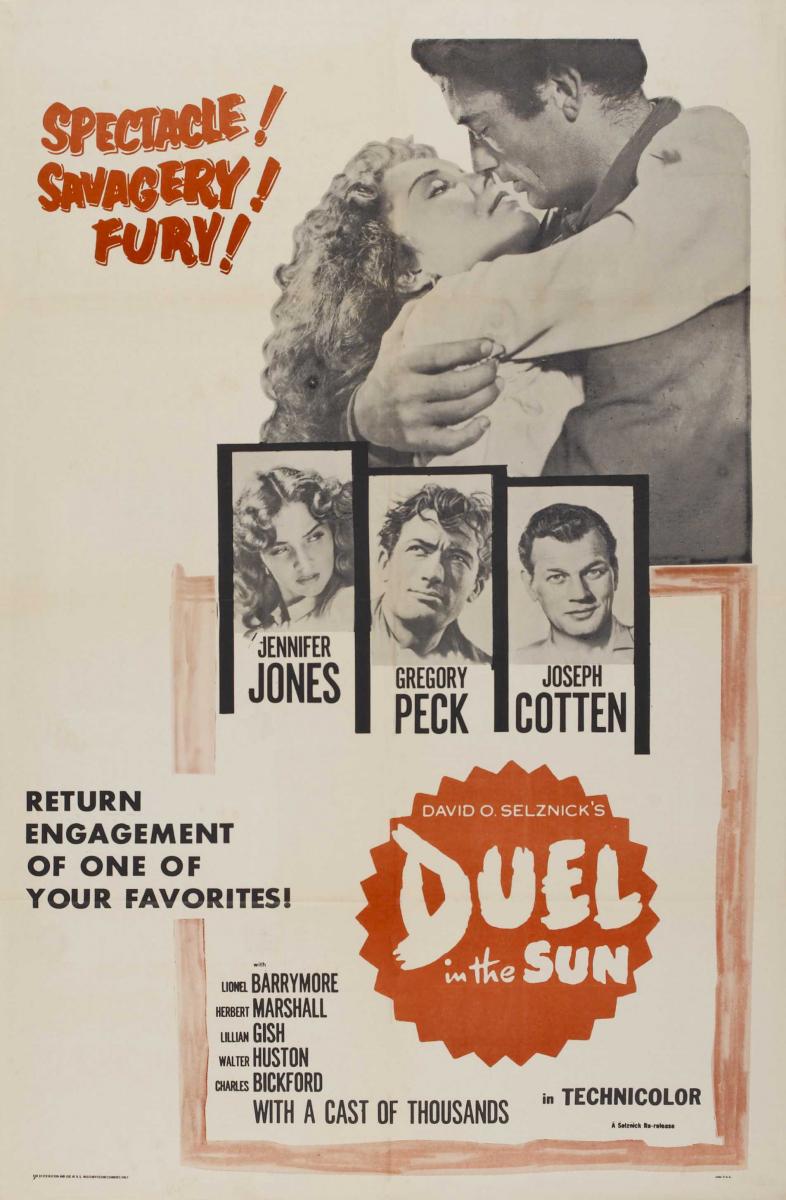 SPECTACLE!
SAVAGERY!
FURY!
JENNIFER
JONES
GREGORY
PECK
JOSEPH
COTTEN
RETURN
ENGAGEMENT
OF ONE OF
YOUR FAVORITES!
DAVID O. SELZNICK'S
DUEL
in the SUN
with
LIONEL BARRYMORE
HERBERT MARSHALL
LILLIAN GISH
WALTER HUSTON
CHARLES BICKFORD
WITH A CAST OF THOUSANDS
in TECHNICOLOR
A Selznick Re-release